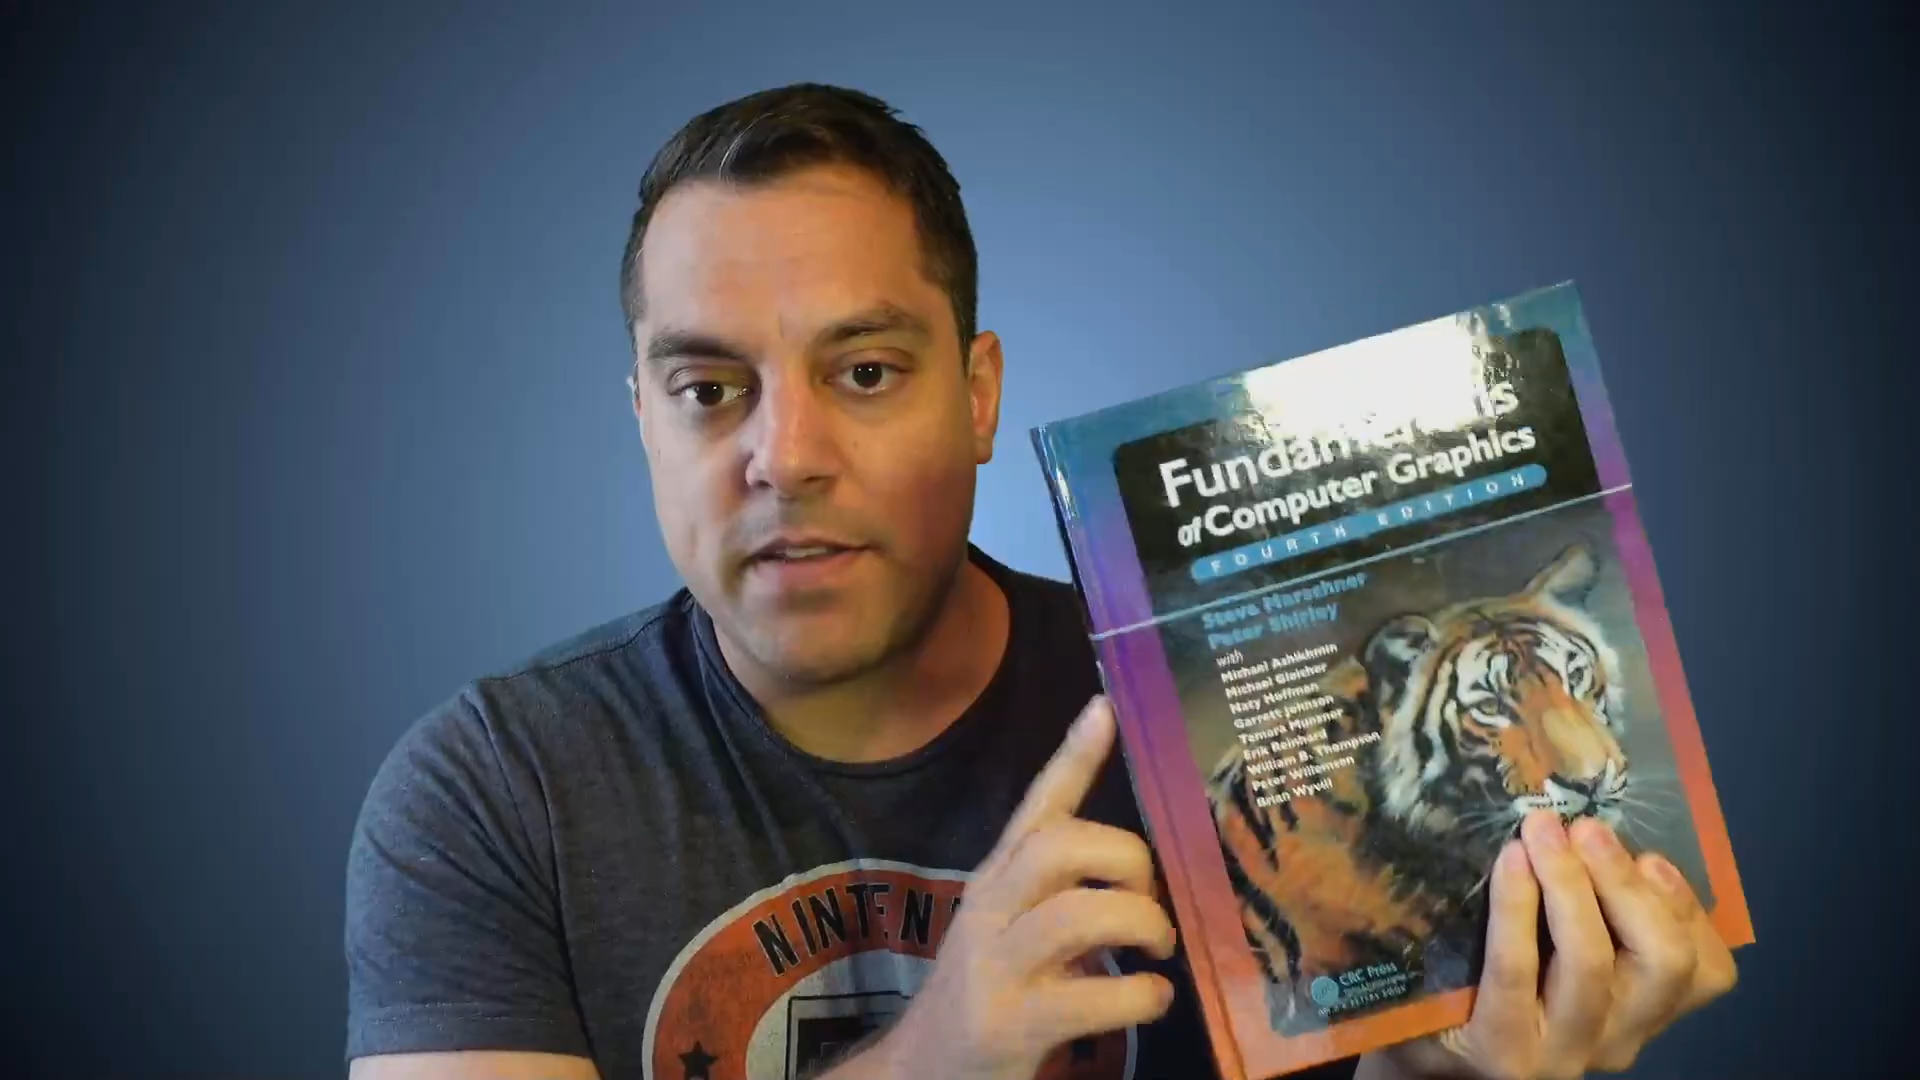 Fundamentals
of Computer Graphics
FOURTH EDITION
Steve Marschner
Peter Shirley
with
Michael Ashikhmin
Michael Gleicher
Naty Hoffman
Garrett Johnson
Tamara Munzner
Erik Reinhard
William B. Thompson
Peter Willemsen
Brian Wyvill
CRC Press
NINTEN